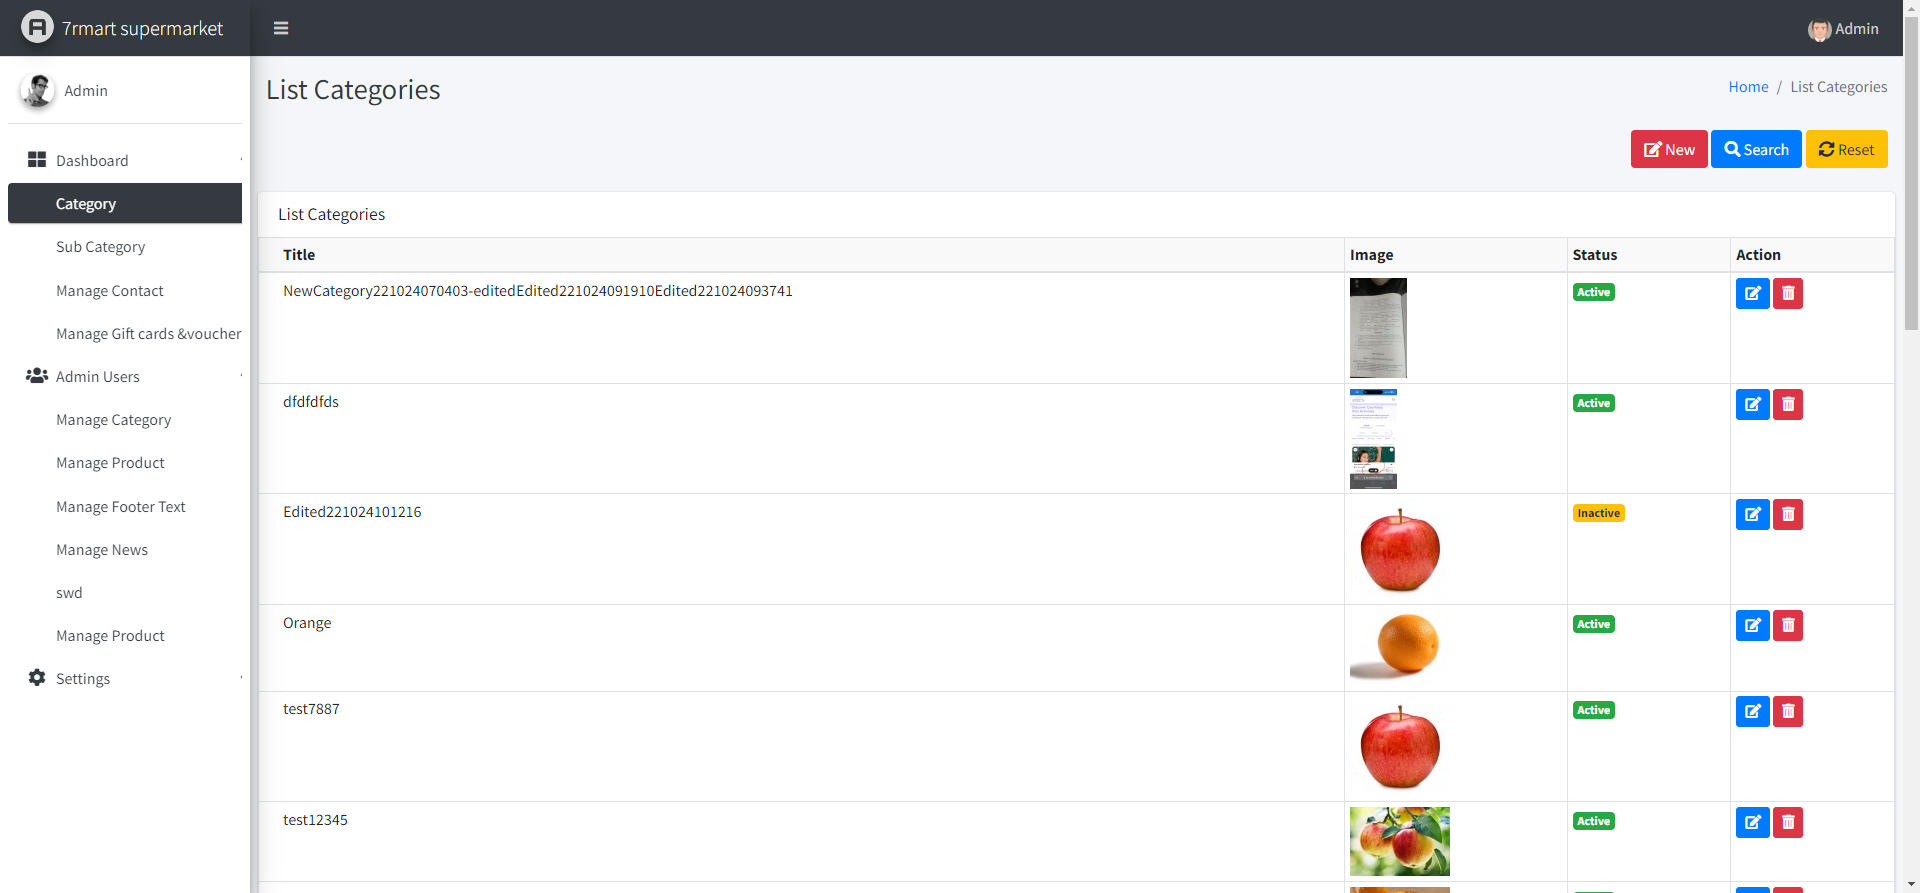 7rmart supermarket
Admin
Admin
List Categories
Home / List Categories
New Search Reset
Dashboard
Category
Sub Category
Manage Contact
Manage Gift cards &voucher
Admin Users
Manage Category
Manage Product
Manage Footer Text
Manage News
swd
Manage Product
Settings
List Categories
Title Image Status Action
NewCategory221024070403-editedEdited221024091910Edited221024093741 Active
dfdfdfds Active
Edited221024101216 Inactive
Orange Active
test7887 Active
test12345 Active